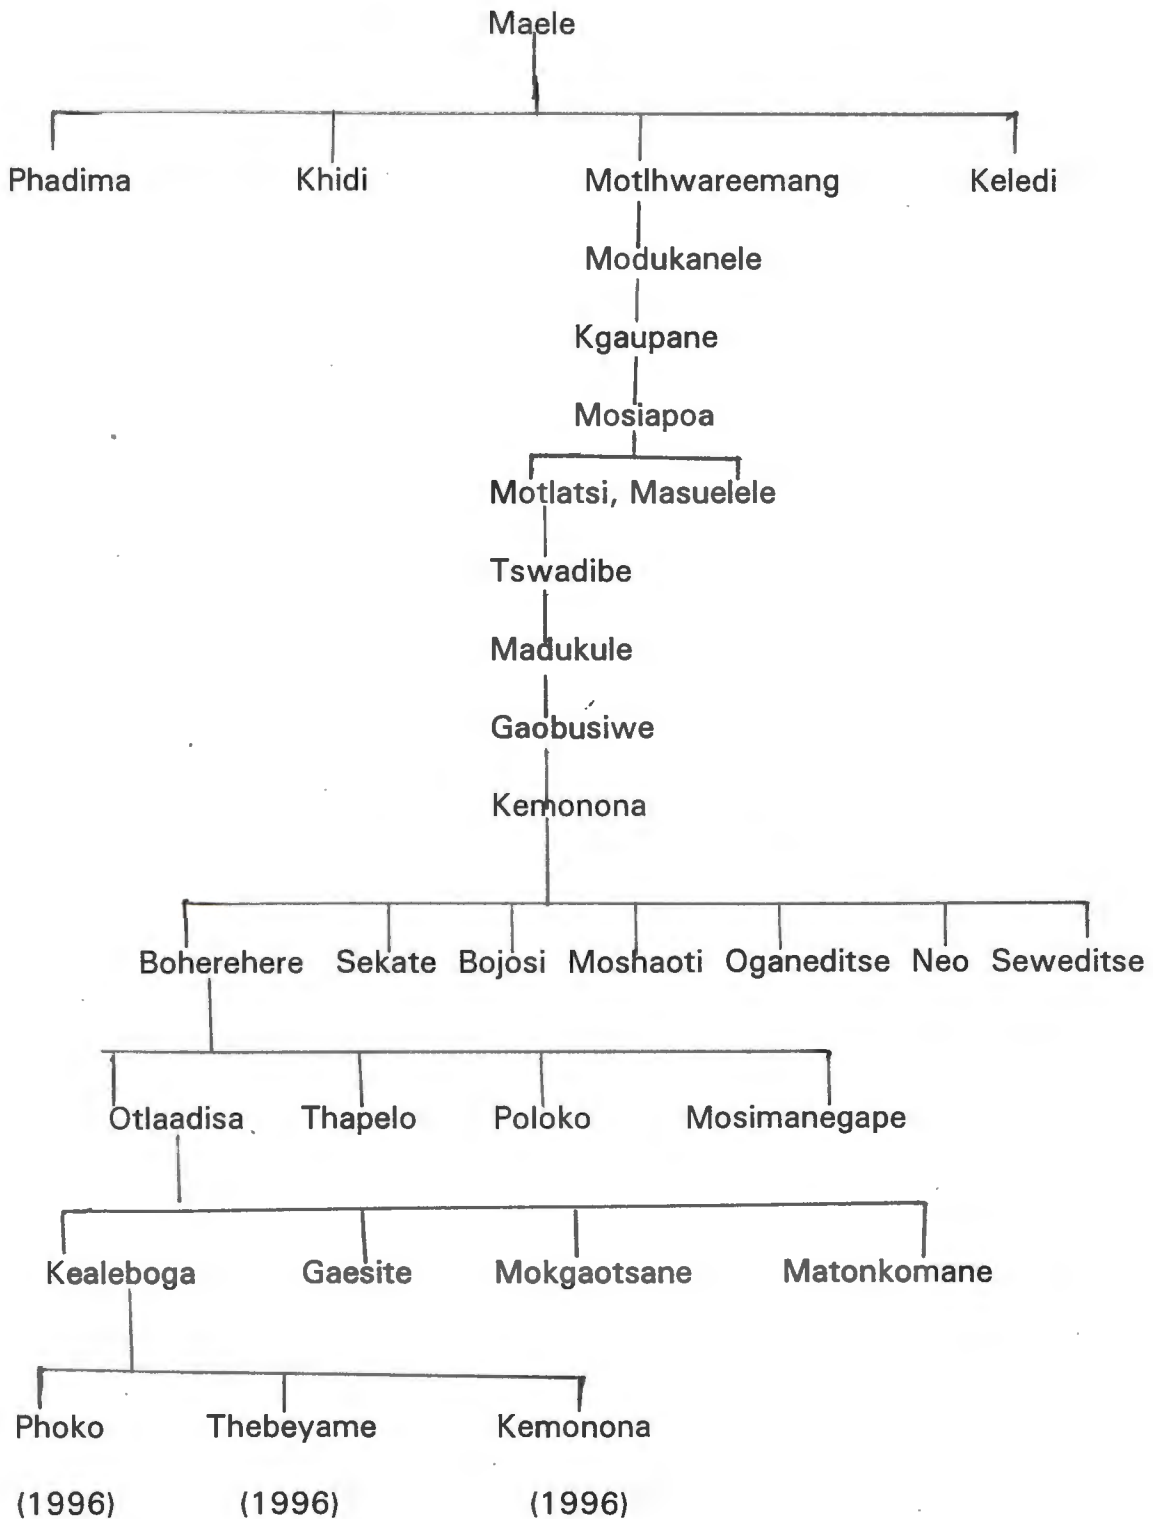 Maele
Phadima Khidi Motlhwareemang Keledi
Modukanele
Kgaupane
Mosiapoa
Motlatsi, Masuelele
Tswadibe
Madukule
Gaobusiwe
Kemonona
Boherehere Sekate Bojosi Moshaoti Oganeditse Neo Seweditse
Otlaadisa Thapelo Poloko Mosimanegape
Kealeboga Gaesite Mokgaotsane Matonkomane
Phoko Thebeyame Kemonona
(1996) (1996) (1996)